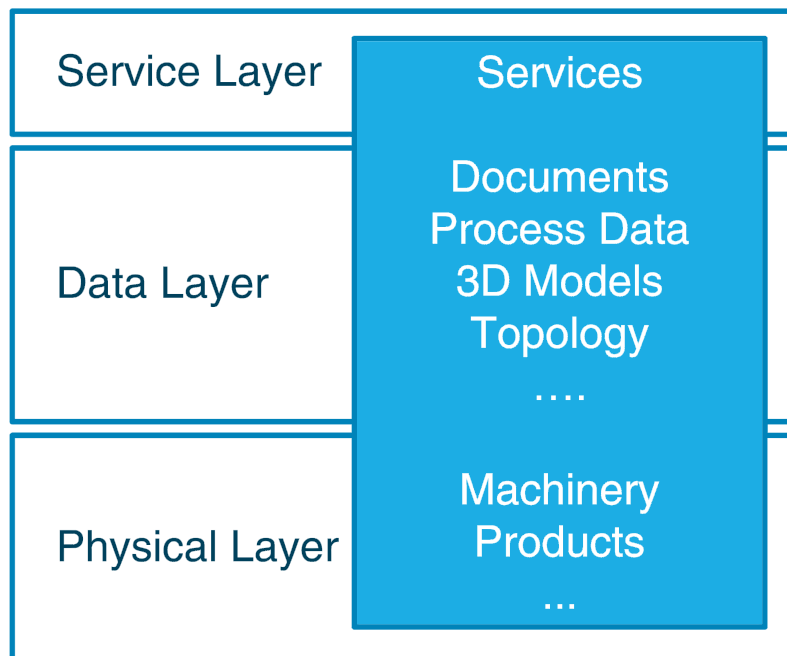 Service Layer
Services
Data Layer
Documents
Process Data
3D Models
Topology
....
Physical Layer
Machinery
Products
...